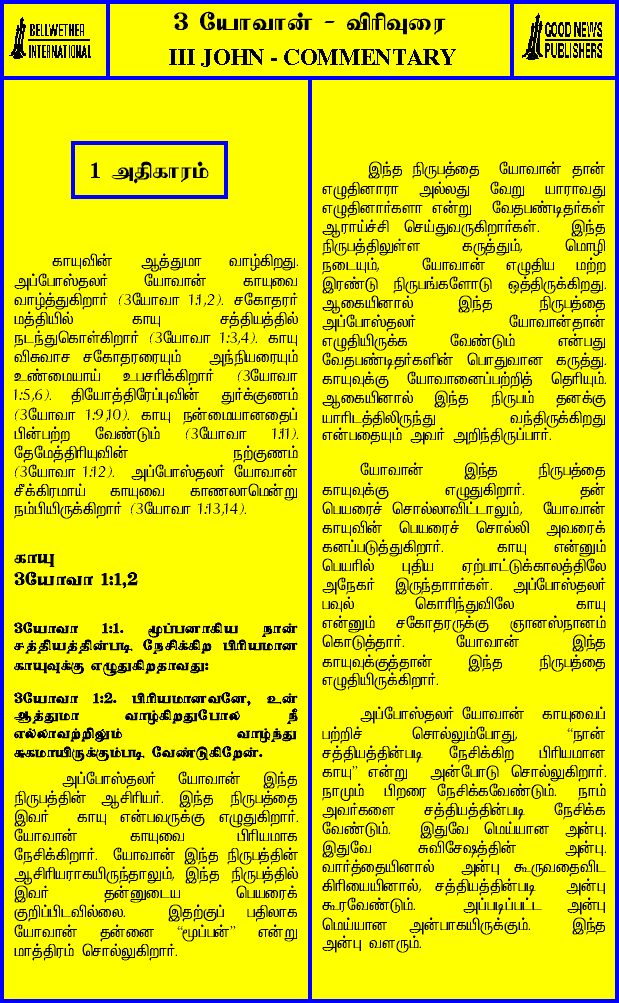 BELLWETHER
INTERNATIONAL
3 யோவான் - விரிவுரை
III JOHN - COMMENTARY
GOOD NEWS
PUBLISHERS
1 அதிகாரம்
காயுவின் ஆத்துமா வாழ்கிறது.
அப்போஸ்தலர் யோவான் காயுவை
வாழ்த்துகிறார் (3யோவா 1:1,2). சகோதரர்
மத்தியில் காயு சத்தியத்தில்
நடந்துகொள்கிறார் (3யோவா 1:3,4). காயு
விசுவாச சகோதரரையும் அந்நியரையும்
உண்மையாய் உபசரிக்கிறார் (3யோவா
1:5,6). தியோத்திரேப்புவின் துர்க்குணம்
(3யோவா 1:9,10). காயு நன்மையானதைப்
பின்பற்ற வேண்டும் (3யோவா 1:11).
தேமேத்திரியுவின் நற்குணம்
(3யோவா 1:12). அப்போஸ்தலர் யோவான்
சீக்கிரமாய் காயுவை காணலாமென்று
நம்பியிருக்கிறார் (3யோவா 1:13,14).
காயு
3யோவா 1:1,2
3யோவா 1:1. மூப்பனாகிய நான்
சத்தியத்தின்படி நேசிக்கிற பிரியமான
காயுவுக்கு எழுதுகிறதாவது:
3யோவா 1:2. பிரியமானவனே, உன்
ஆத்துமா வாழ்கிறதுபோல நீ
எல்லாவற்றிலும் வாழ்ந்து
சுகமாயிருக்கும்படி வேண்டுகிறேன்.
அப்போஸ்தலர் யோவான் இந்த
நிருபத்தின் ஆசிரியர். இந்த நிருபத்தை
இவர் காயு என்பவருக்கு எழுதுகிறார்.
யோவான் காயுவை பிரியமாக
நேசிக்கிறார். யோவான் இந்த நிருபத்தின்
ஆசிரியராகயிருந்தாலும், இந்த நிருபத்தில்
இவர் தன்னுடைய பெயரைக்
குறிப்பிடவில்லை. இதற்குப் பதிலாக
யோவான் தன்னை “மூப்பன்” என்று
மாத்திரம் சொல்லுகிறார்.
இந்த நிருபத்தை யோவான் தான்
எழுதினாரா அல்லது வேறு யாராவது
எழுதினார்களா என்று வேதபண்டிதர்கள்
ஆராய்ச்சி செய்துவருகிறார்கள். இந்த
நிருபத்திலுள்ள கருத்தும், மொழி
நடையும், யோவான் எழுதிய மற்ற
இரண்டு நிருபங்களோடு ஒத்திருக்கிறது.
ஆகையினால் இந்த நிருபத்தை
அப்போஸ்தலர் யோவான்தான்
எழுதியிருக்க வேண்டும் என்பது
வேதபண்டிதர்களின் பொதுவான கருத்து.
காயுவுக்கு யோவானைப்பற்றித் தெரியும்.
ஆகையினால் இந்த நிருபம் தனக்கு
யாரிடத்திலிருந்து வந்திருக்கிறது
என்பதையும் அவர் அறிந்திருப்பார்.
யோவான் இந்த நிருபத்தை
காயுவுக்கு எழுதுகிறார். தன்
பெயரைச் சொல்லாவிட்டாலும், யோவான்
காயுவின் பெயரைச் சொல்லி அவரைக்
கனப்படுத்துகிறார். காயு என்னும்
பெயரில் புதிய ஏற்பாட்டுக்காலத்திலே
அநேகர் இருந்தாார்கள். அப்போஸ்தலர்
பவுல் கொரிந்துவிலே காயு
என்னும் சகோதரருக்கு ஞானஸ்நானம்
கொடுத்தார். யோவான் இந்த
காயுவுக்குத்தான் இந்த நிருபத்தை
எழுதியிருக்கிறார்.
அப்போஸ்தலர் யோவான் காயுவைப்
பற்றிச் சொல்லும்போது, “நான்
சத்தியத்தின்படி நேசிக்கிற பிரியமான
காயு” என்று அன்போடு சொல்லுகிறார்.
நாமும் பிறரை நேசிக்கவேண்டும். நாம்
அவர்களை சத்தியத்தின்படி நேசிக்க
வேண்டும். இதுவே மெய்யான அன்பு.
இதுவே சுவிசேஷத்தின் அன்பு.
வார்த்தையினால் அன்பு கூருவதைவிட
கிரியையினால், சத்தியத்தின்படி அன்பு
கூரவேண்டும். அப்படிப்பட்ட அன்பு
மெய்யான அன்பாகயிருக்கும். இந்த
அன்பு வளரும்.